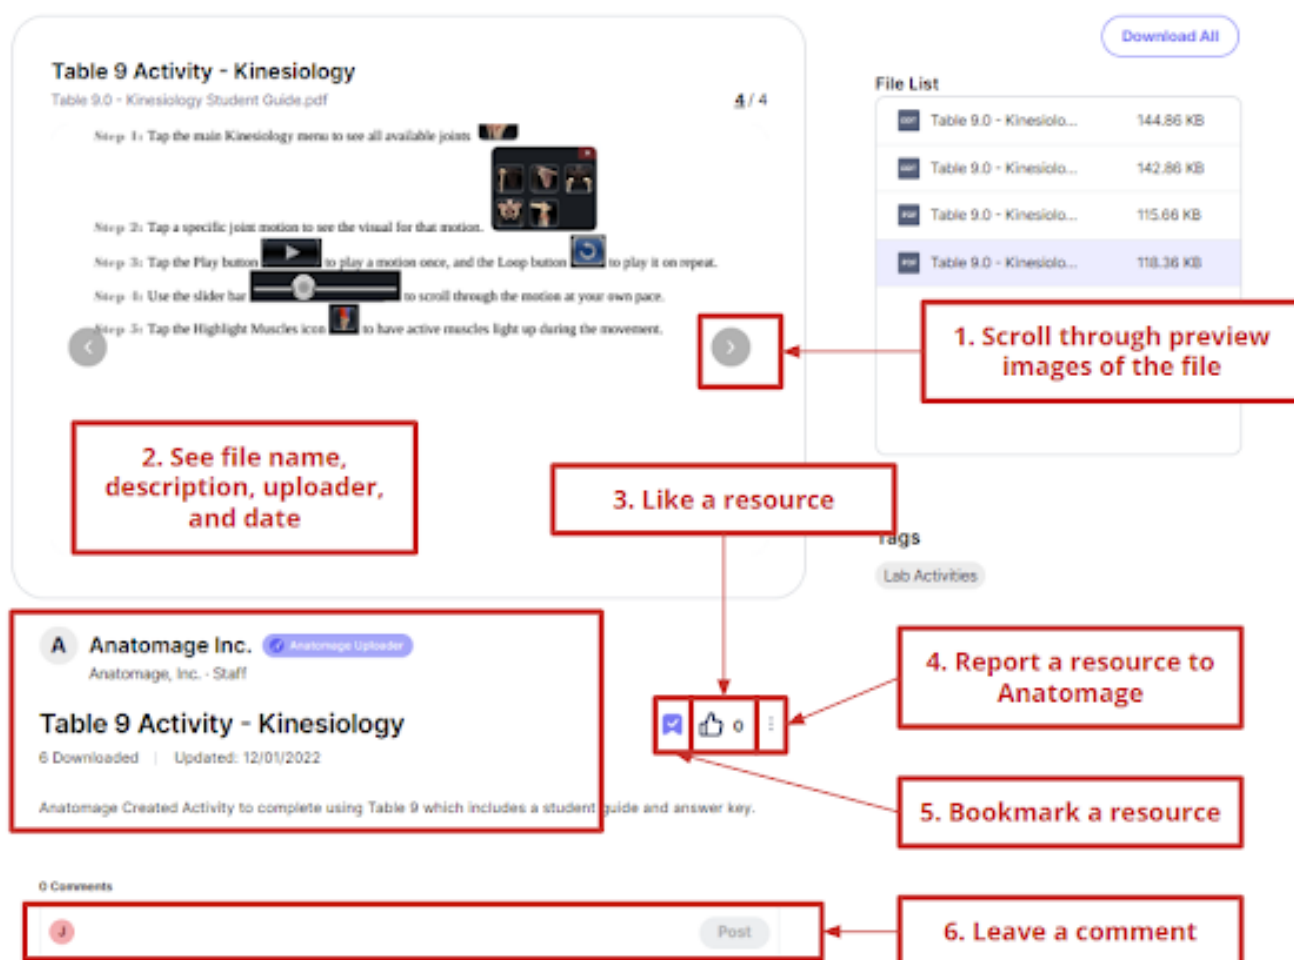 Download All
Table 9 Activity - Kinesiology
Table 9.0 - Kinesiology Student Guide.pdf
4 / 4
File List
Table 9.0 - Kinesiolo... 144.86 KB
Table 9.0 - Kinesiolo... 142.86 KB
Table 9.0 - Kinesiolo... 115.66 KB
Table 9.0 - Kinesiolo... 118.36 KB
Step 1: Tap the main Kinesiology menu to see all available joints
Step 2: Tap a specific joint motion to see the visual for that motion.
Step 3: Tap the Play button to play a motion once, and the Loop button to play it on repeat.
Step 4: Use the slider bar to scroll through the motion at your own pace.
Step 5: Tap the Highlight Muscles icon to have active muscles light up during the movement.
1. Scroll through preview
images of the file
2. See file name,
description, uploader,
and date
3. Like a resource
Tags
Lab Activities
A Anatomage Inc. Anatomage Uploader
Anatomage, Inc. - Staff
4. Report a resource to
Anatomage
Table 9 Activity - Kinesiology
0
6 Downloaded | Updated: 12/01/2022
Anatomage Created Activity to complete using Table 9 which includes a student guide and answer key.
5. Bookmark a resource
0 Comments
J
Post
6. Leave a comment